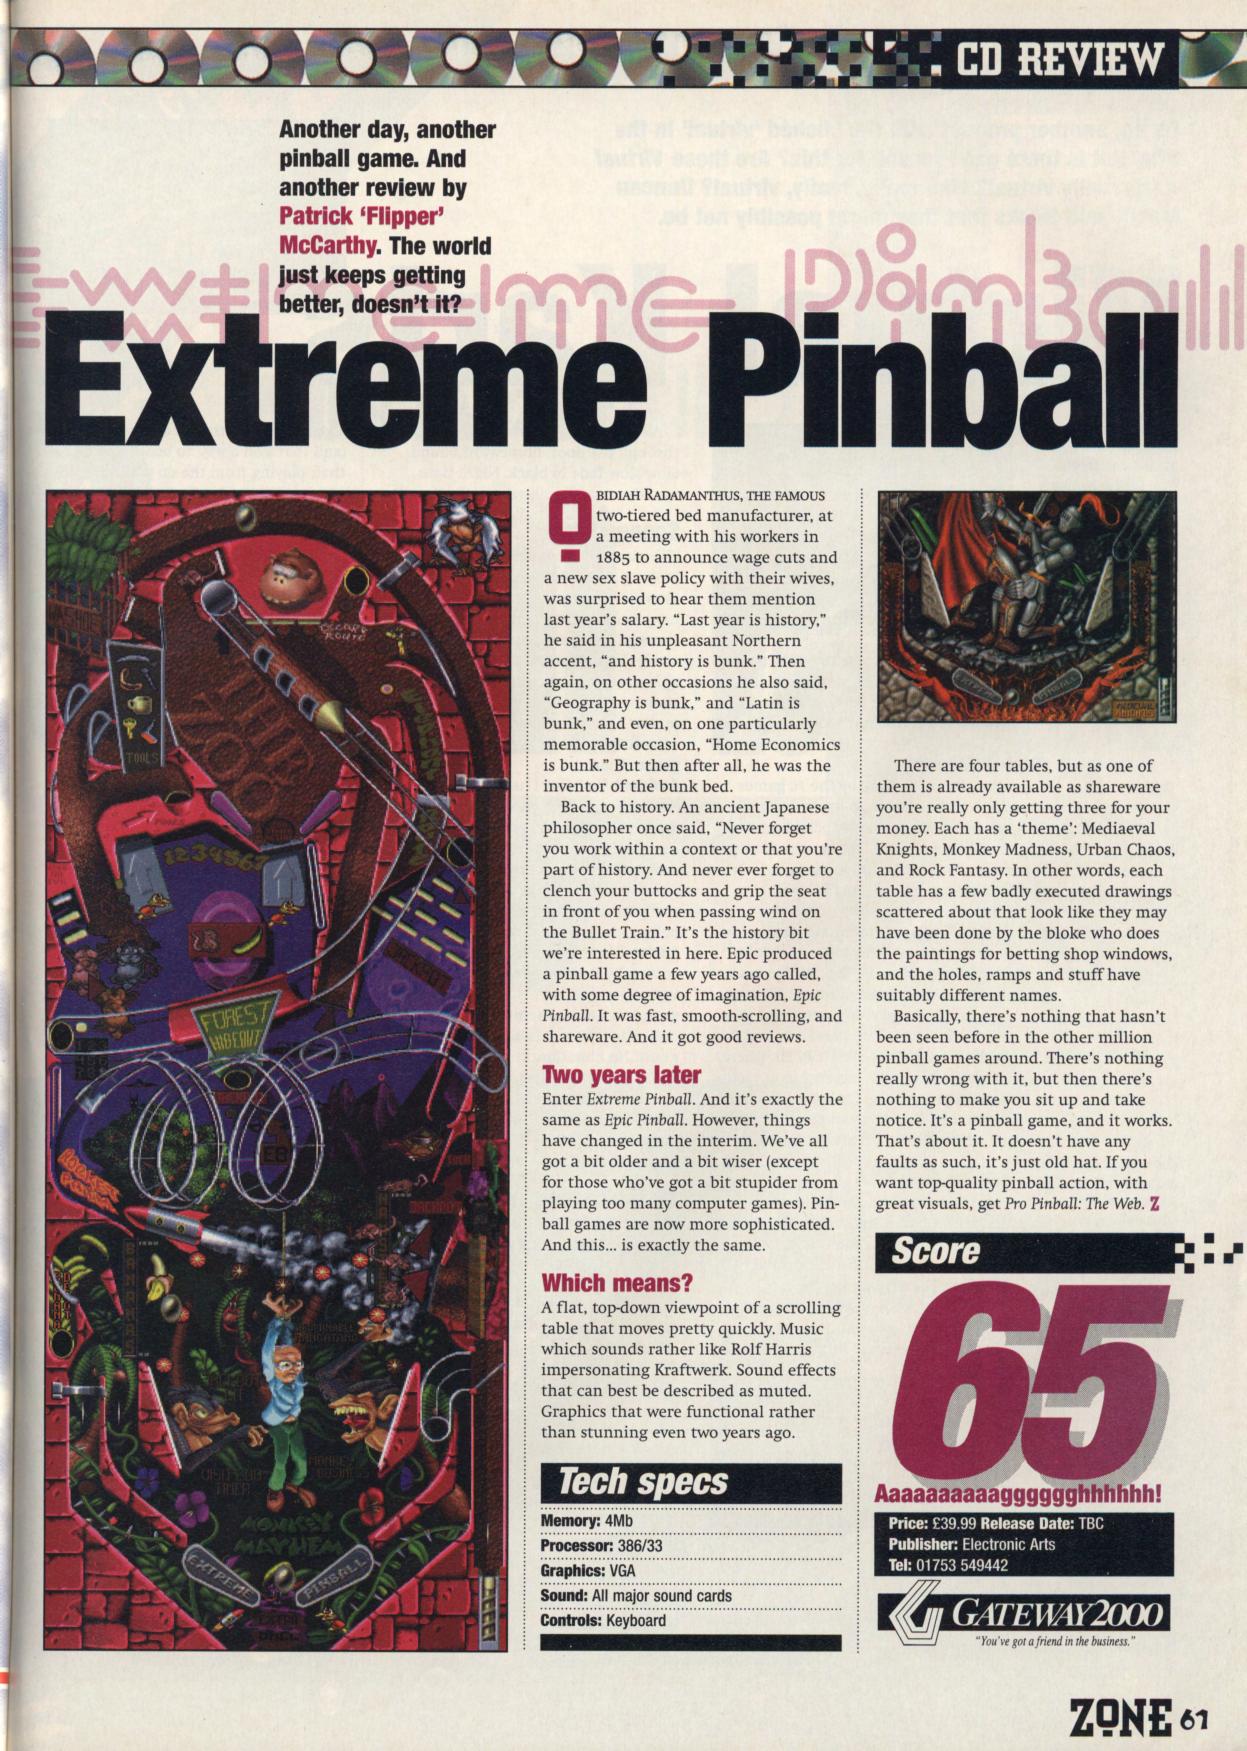 CD REVIEW
Another day, another
pinball game. And
another review by
Patrick ‘Flipper’
McCarthy. The world
just keeps getting
better, doesn't it?
Extreme Pinball
Extreme Pinball
OBIDIAH RADAMANTHUS, THE FAMOUS
two-tiered bed manufacturer, at
a meeting with his workers in
1885 to announce wage cuts and
a new sex slave policy with their wives,
was surprised to hear them mention
last year's salary. “Last year is history,”
he said in his unpleasant Northern
accent, “and history is bunk.” Then
again, on other occasions he also said,
“Geography is bunk,” and “Latin is
bunk,” and even, on one particularly
memorable occasion, “Home Economics
is bunk.” But then after all, he was the
inventor of the bunk bed.
Back to history. An ancient Japanese
philosopher once said, “Never forget
you work within a context or that you're
part of history. And never ever forget to
clench your buttocks and grip the seat
in front of you when passing wind on
the Bullet Train.” It's the history bit
we're interested in here. Epic produced
a pinball game a few years ago called,
with some degree of imagination, Epic
Pinball. It was fast, smooth-scrolling, and
shareware. And it got good reviews.
Two years later
Enter Extreme Pinball. And it's exactly the
same as Epic Pinball. However, things
have changed in the interim. We've all
got a bit older and a bit wiser (except
for those who've got a bit stupider from
playing too many computer games). Pin-
ball games are now more sophisticated.
And this... is exactly the same.
Which means?
A flat, top-down viewpoint of a scrolling
table that moves pretty quickly. Music
which sounds rather like Rolf Harris
impersonating Kraftwerk. Sound effects
that can best be described as muted.
Graphics that were functional rather
than stunning even two years ago.
Tech specs
Memory: 4Mb
Processor: 386/33
Graphics: VGA
Sound: All major sound cards
Controls: Keyboard
There are four tables, but as one of
them is already available as shareware
you're really only getting three for your
money. Each has a ‘theme’: Mediaeval
Knights, Monkey Madness, Urban Chaos,
and Rock Fantasy. In other words, each
table has a few badly executed drawings
scattered about that look like they may
have been done by the bloke who does
the paintings for betting shop windows,
and the holes, ramps and stuff have
suitably different names.
Basically, there's nothing that hasn't
been seen before in the other million
pinball games around. There's nothing
really wrong with it, but then there's
nothing to make you sit up and take
notice. It's a pinball game, and it works.
That's about it. It doesn't have any
faults as such, it's just old hat. If you
want top-quality pinball action, with
great visuals, get Pro Pinball: The Web. Z
Score
65
Aaaaaaaaaaggggggghhhhhh!
Price: £39.99 Release Date: TBC
Publisher: Electronic Arts
Tel: 01753 549442
GATEWAY2000
“You've got a friend in the business.”
ESCAPE
ROUTE
TOOLS
1234567
FOREST
HIDEOUT
MONKEY
MAYHEM
EXTREME
PINBALL
EXTRA
BALL
ZONE 61